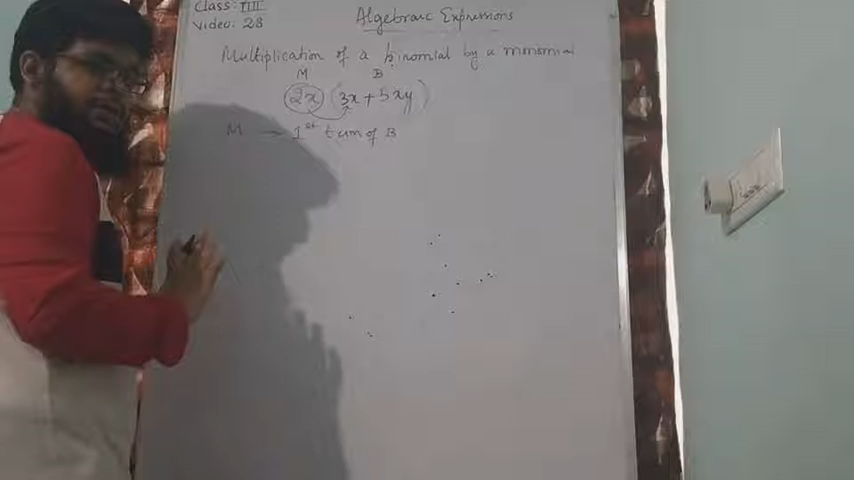 Class: VIII
Video: 28
Algebraic Expressions
Multiplication of a binomial by a monomial
M B
2x (3x + 5xy)
M → 1st term of B